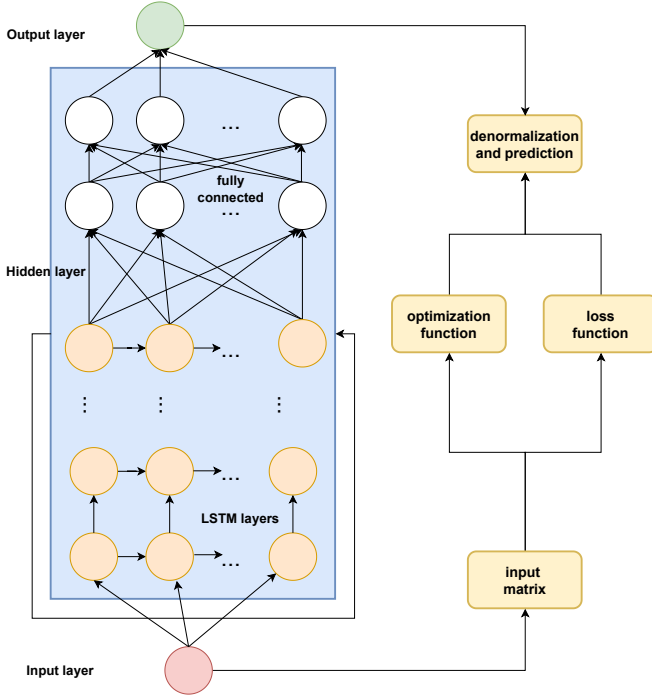 Output layer
denormalization
and prediction
...
fully
connected
...
Hidden layer
optimization
function
loss
function
...
...
...
...
...
LSTM layers
...
input
matrix
Input layer